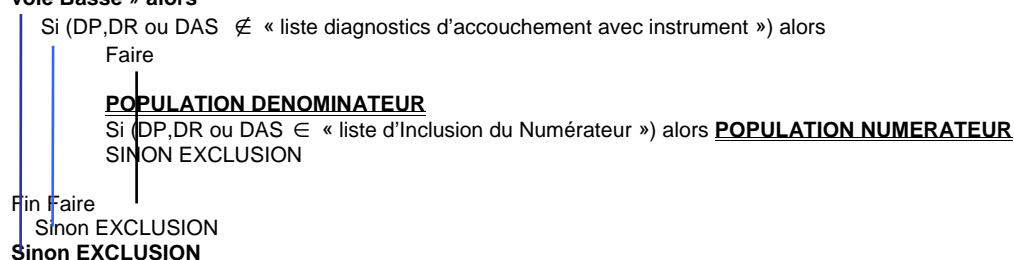 voie Basse » alors
Si (DP,DR ou DAS ∉ « liste diagnostics d'accouchement avec instrument ») alors
Faire
POPULATION DENOMINATEUR
Si (DP,DR ou DAS ∈ « liste d'Inclusion du Numérateur ») alors POPULATION NUMERATEUR
SINON EXCLUSION
Fin Faire
Sinon EXCLUSION
Sinon EXCLUSION